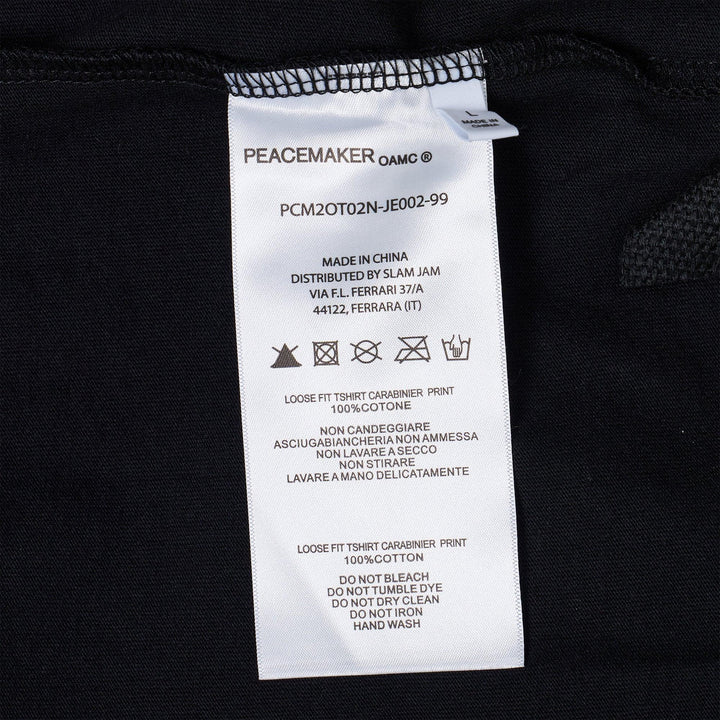 L
MADE IN
CHINA
PEACEMAKER OAMC ®
PCM2OT02N-JE002-99
MADE IN CHINA
DISTRIBUTED BY SLAM JAM
VIA F.L. FERRARI 37/A
44122, FERRARA (IT)
LOOSE FIT TSHIRT CARABINIER PRINT
100%COTONE
NON CANDEGGIARE
ASCIUGABIANCHERIA NON AMMESSA
NON LAVARE A SECCO
NON STIRARE
LAVARE A MANO DELICATAMENTE
LOOSE FIT TSHIRT CARABINIER PRINT
100%COTTON
DO NOT BLEACH
DO NOT TUMBLE DYE
DO NOT DRY CLEAN
DO NOT IRON
HAND WASH